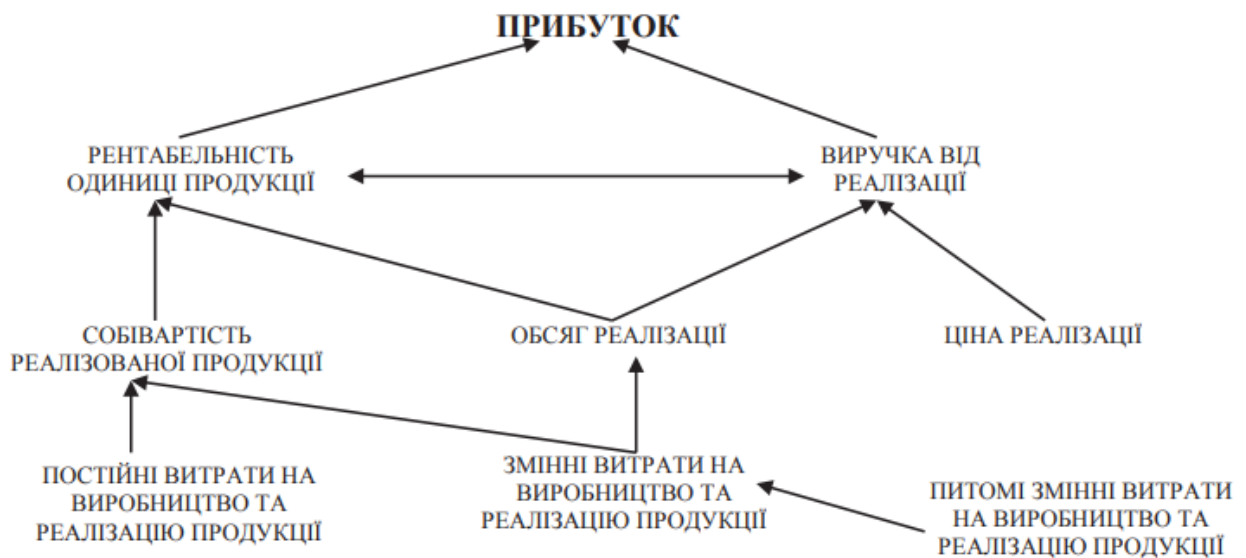 ПРИБУТОК
РЕНТАБЕЛЬНІСТЬ
ОДИНИЦІ ПРОДУКЦІЇ
ВИРУЧКА ВІД
РЕАЛІЗАЦІЇ
СОБІВАРТІСТЬ
РЕАЛІЗОВАНОЇ ПРОДУКЦІЇ
ОБСЯГ РЕАЛІЗАЦІЇ
ЦІНА РЕАЛІЗАЦІЇ
ПОСТІЙНІ ВИТРАТИ НА
ВИРОБНИЦТВО ТА
РЕАЛІЗАЦІЮ ПРОДУКЦІЇ
ЗМІННІ ВИТРАТИ НА
ВИРОБНИЦТВО ТА
РЕАЛІЗАЦІЮ ПРОДУКЦІЇ
ПИТОМІ ЗМІННІ ВИТРАТИ
НА ВИРОБНИЦТВО ТА
РЕАЛІЗАЦІЮ ПРОДУКЦІЇ